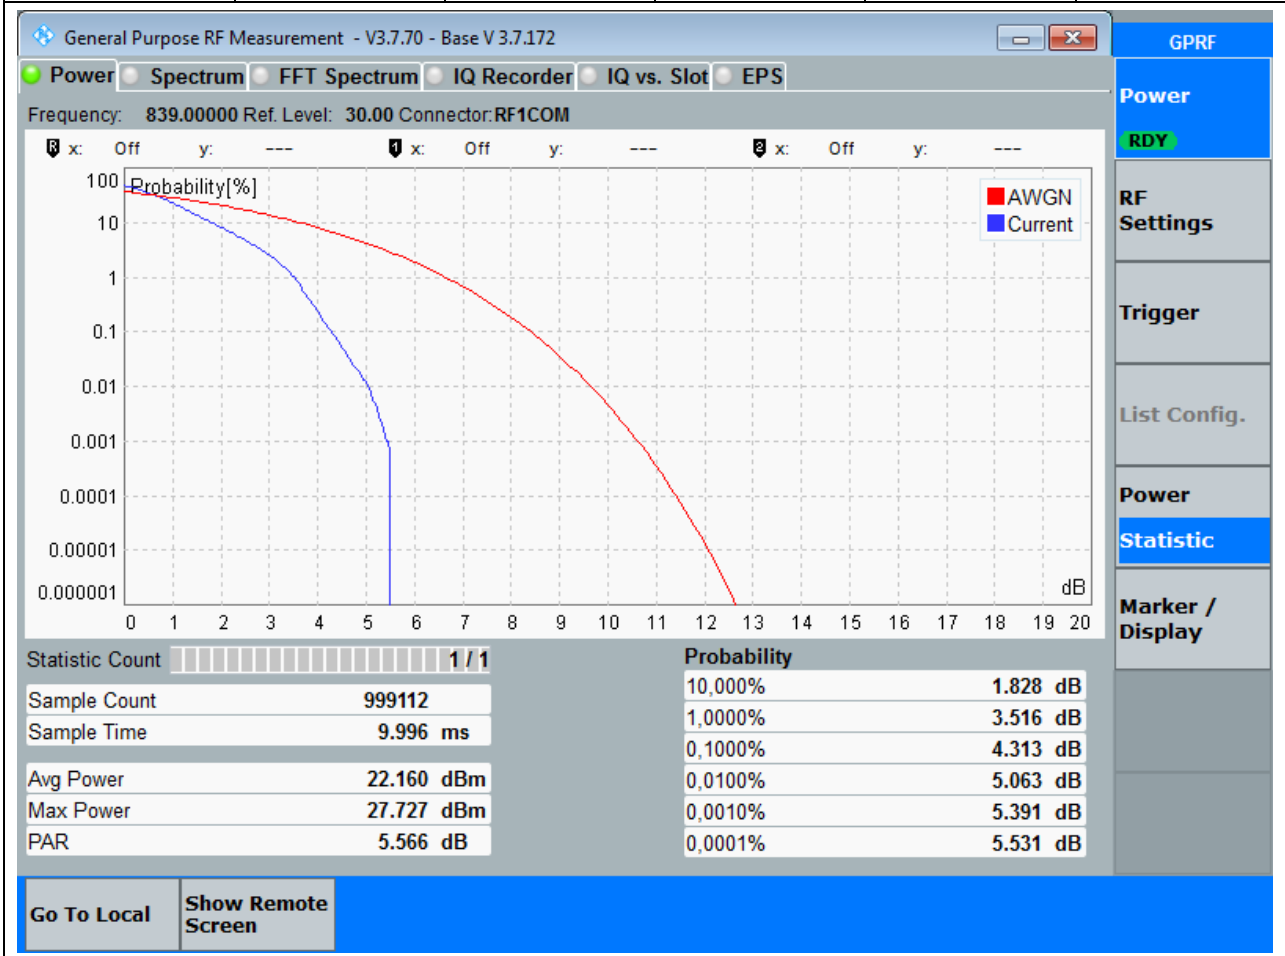 General Purpose RF Measurement - V3.7.70 - Base V 3.7.172
GPRF
Power Spectrum FFT Spectrum IQ Recorder IQ vs. Slot EPS
Frequency: 839.00000 Ref. Level: 30.00 Connector:RF1COM
R x: Off y: --- 1 x: Off y: --- 2 x: Off y: ---
Probability[%]
AWGN
Current
100
10
1
0.1
0.01
0.001
0.0001
0.00001
0.000001
dB
0 1 2 3 4 5 6 7 8 9 10 11 12 13 14 15 16 17 18 19 20
Statistic Count 1 / 1
Sample Count 999112
Sample Time 9.996 ms
Avg Power 22.160 dBm
Max Power 27.727 dBm
PAR 5.566 dB
Probability
10,000% 1.828 dB
1,0000% 3.516 dB
0,1000% 4.313 dB
0,0100% 5.063 dB
0,0010% 5.391 dB
0,0001% 5.531 dB
Power
RDY
RF
Settings
Trigger
List Config.
Power
Statistic
Marker /
Display
Go To Local
Show Remote
Screen